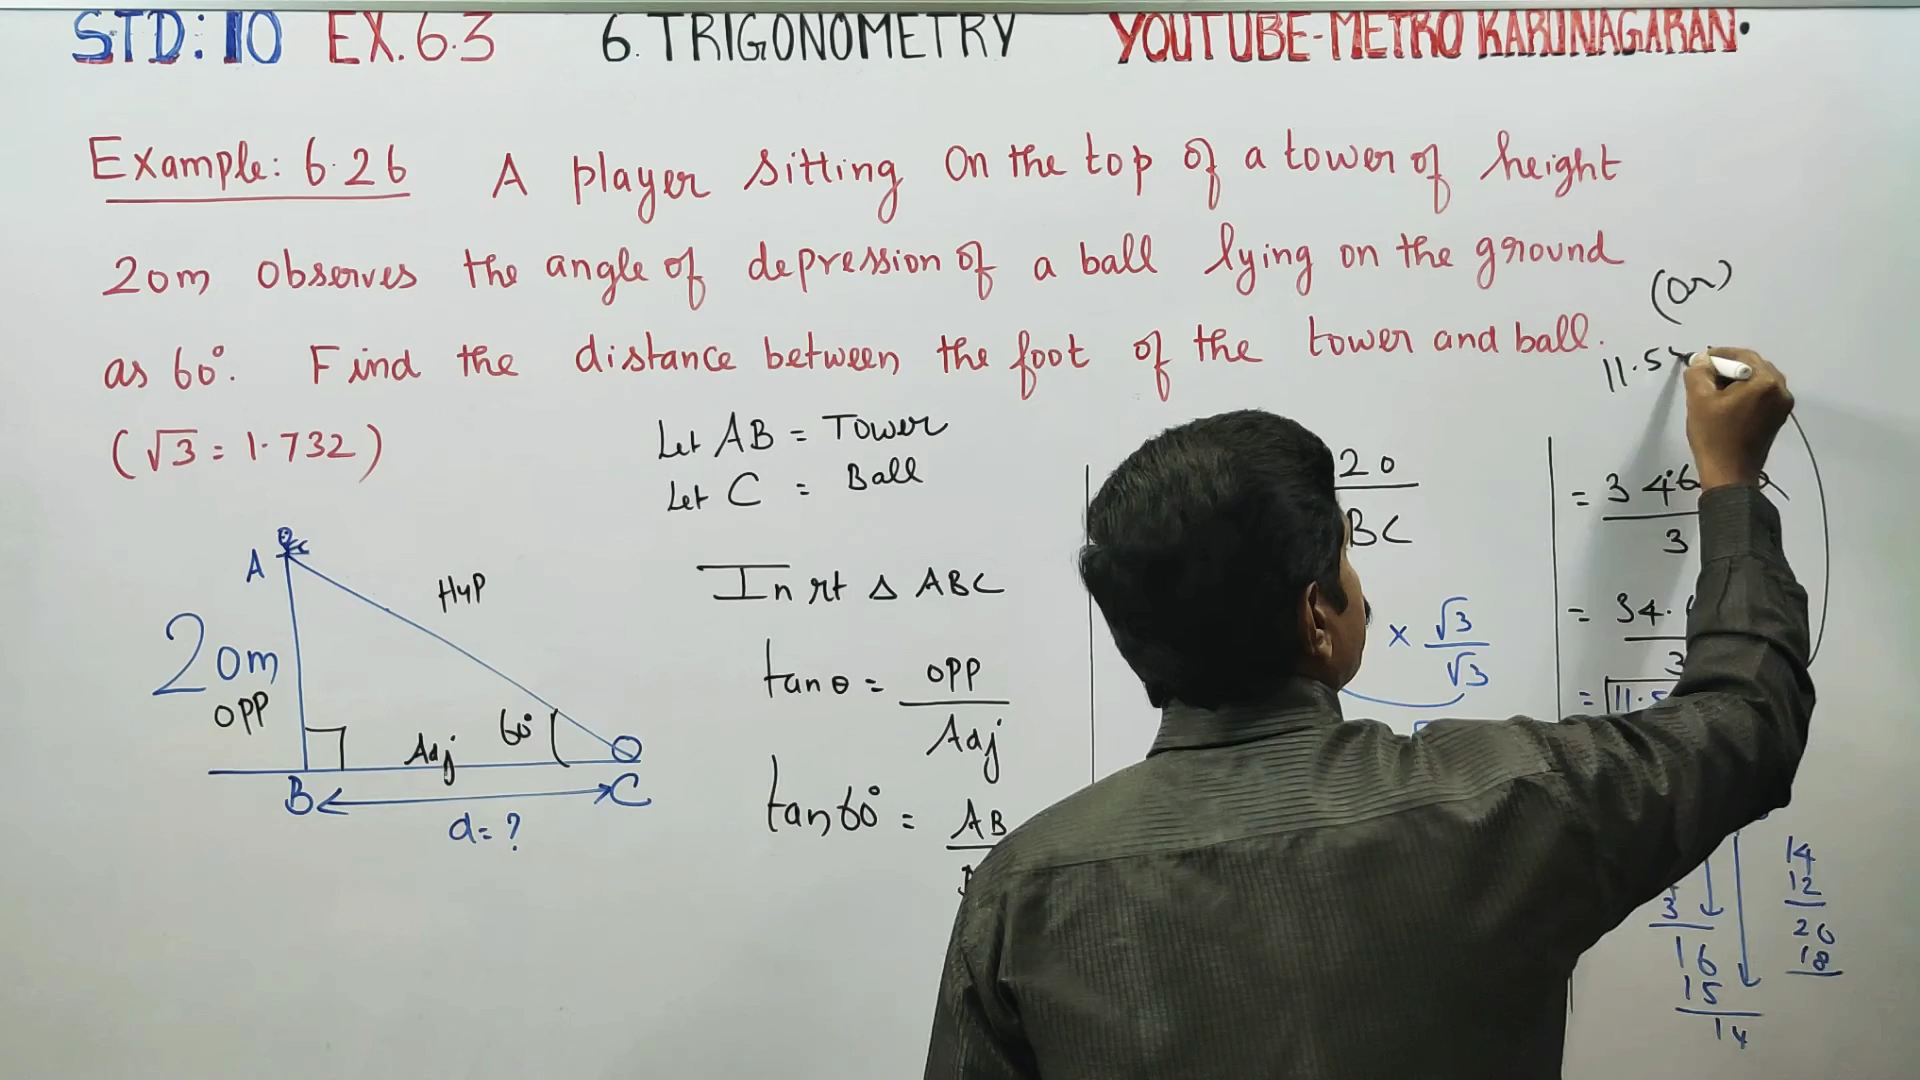 STD: 10 EX. 6.3 6. TRIGONOMETRY YOUTUBE-METRO KARUNAGARAN.
Example: 6.26 A player sitting on the top of a tower of height
20m observes the angle of depression of a ball lying on the ground
as 60°. Find the distance between the foot of the tower and ball.
(√3 = 1.732)
Let AB = Tower
Let C = Ball
A
Hyp
20m
opp
Adj
60°
B
C
d = ?
In rt Δ ABC
tan θ = opp / Adj
tan 60° = AB
20 / BC
× √3 / √3
(or)
11.5
= 346
3
= 34.
3
= 11.5
3
16
15
14
14
12
20
18